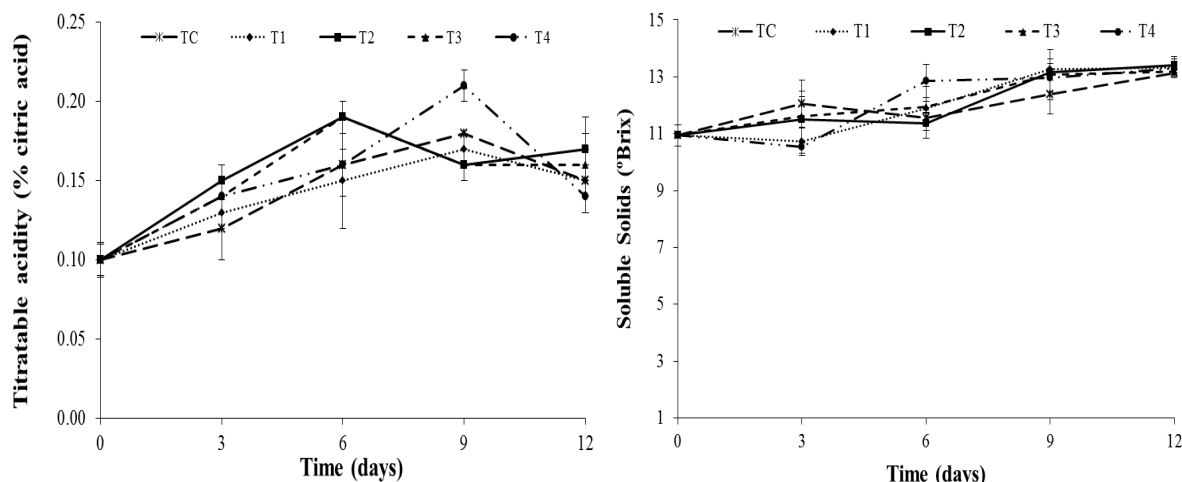 Titratable acidity (% citric acid)
0.25
0.20
0.15
0.10
0.05
0.00
TC T1 T2 T3 T4
0 3 6 9 12
Time (days)
Soluble Solids (ºBrix)
15
13
11
9
7
5
3
1
TC T1 T2 T3 T4
0 3 6 9 12
Time (days)